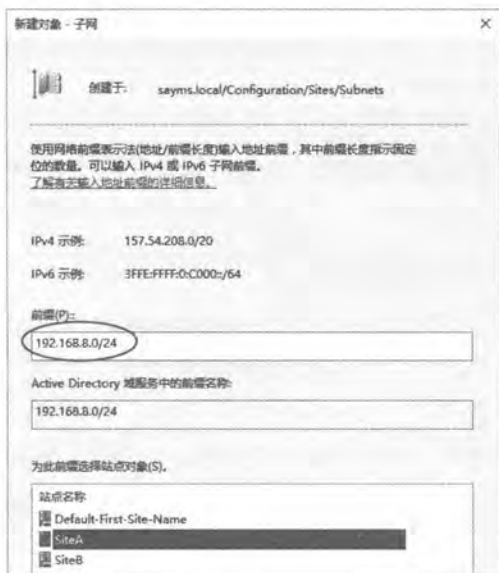 新建对象 - 子网
创建于: sayms.local/Configuration/Sites/Subnets
使用网络前缀表示法(地址/前缀长度)输入地址前缀，其中前缀长度指示固定
位的数量。可以输入 IPv4 或 IPv6 子网前缀。
了解有关输入地址前缀的详细信息。
IPv4 示例: 157.54.208.0/20
IPv6 示例: 3FFE:FFFF:0:C000::/64
前缀(P)::
192.168.8.0/24
Active Directory 域服务中的前缀名称:
192.168.8.0/24
为此前缀选择站点对象(S)。
站点名称
Default-First-Site-Name
SiteA
SiteB